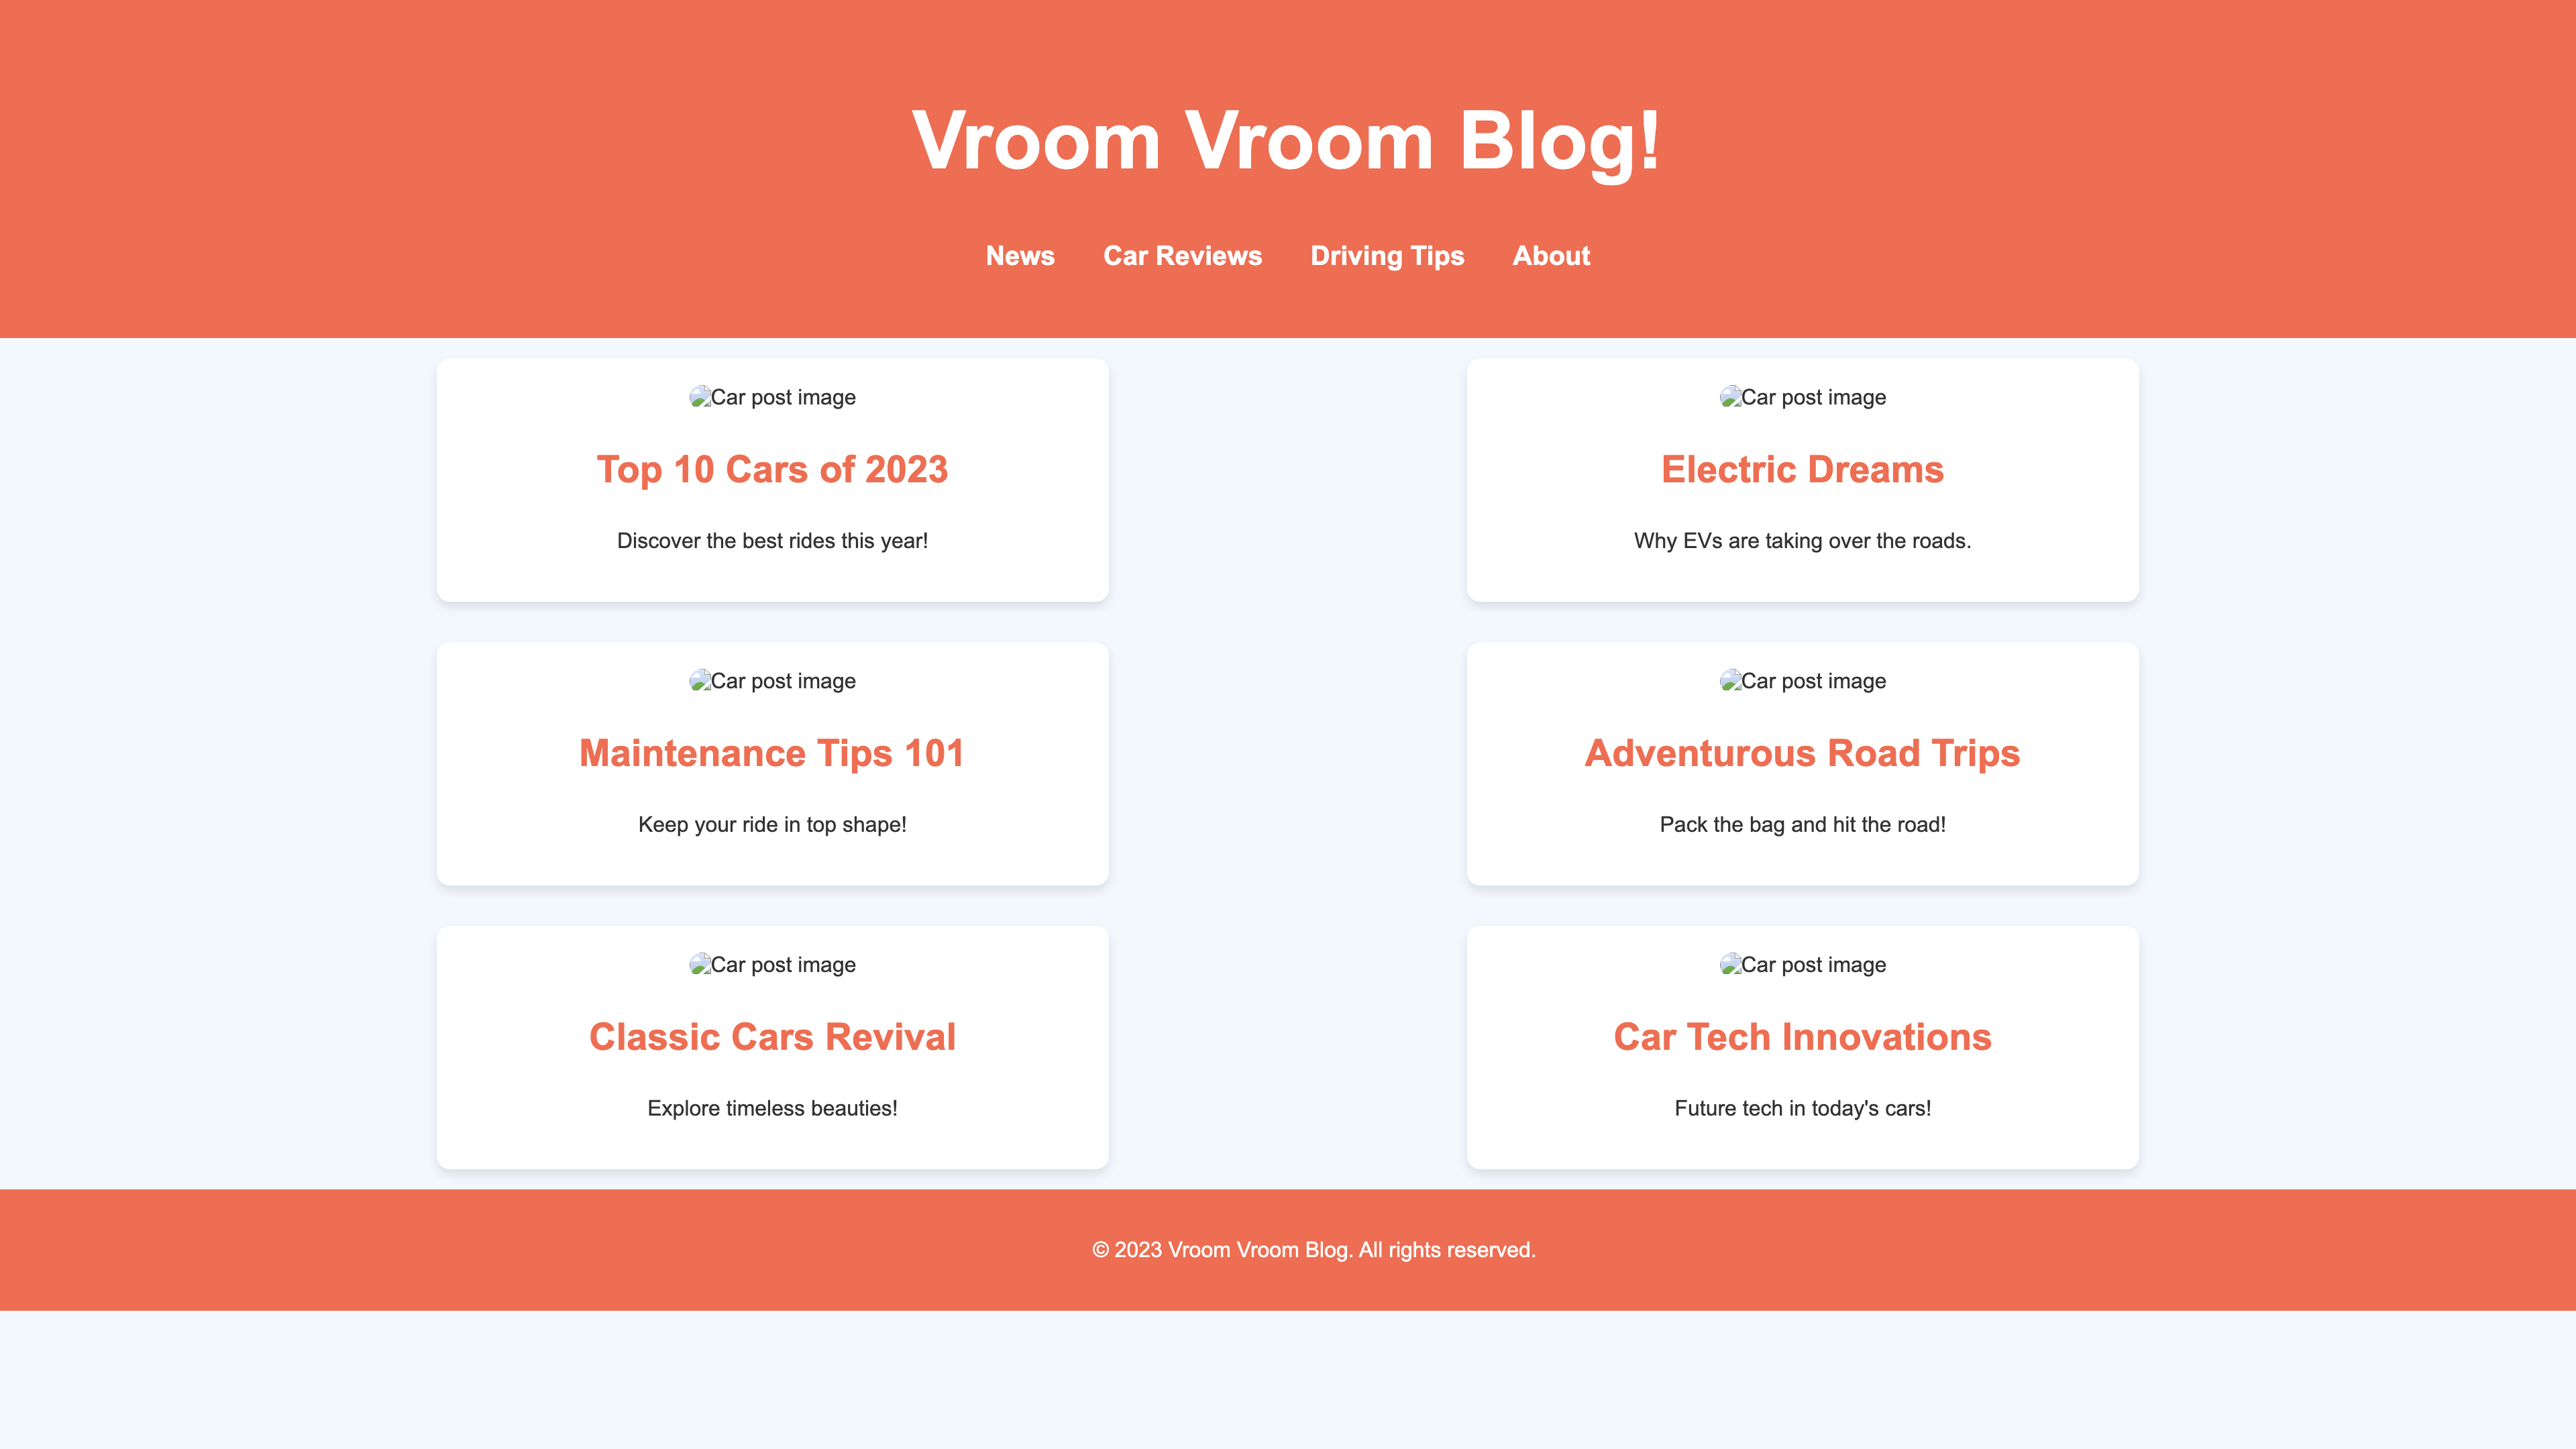 Vroom Vroom Blog!
News Car Reviews Driving Tips About
Car post image
Top 10 Cars of 2023
Discover the best rides this year!
Car post image
Electric Dreams
Why EVs are taking over the roads.
Car post image
Maintenance Tips 101
Keep your ride in top shape!
Car post image
Adventurous Road Trips
Pack the bag and hit the road!
Car post image
Classic Cars Revival
Explore timeless beauties!
Car post image
Car Tech Innovations
Future tech in today's cars!
© 2023 Vroom Vroom Blog. All rights reserved.